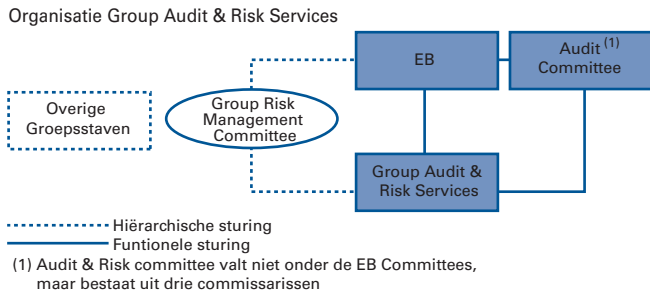 Organisatie Group Audit & Risk Services
EB
Audit (1)
Committee
Overige
Groepsstaven
Group Risk
Management
Committee
Group Audit &
Risk Services
Hiërarchische sturing
Funtionele sturing
(1) Audit & Risk committee valt niet onder de EB Committees,
maar bestaat uit drie commissarissen